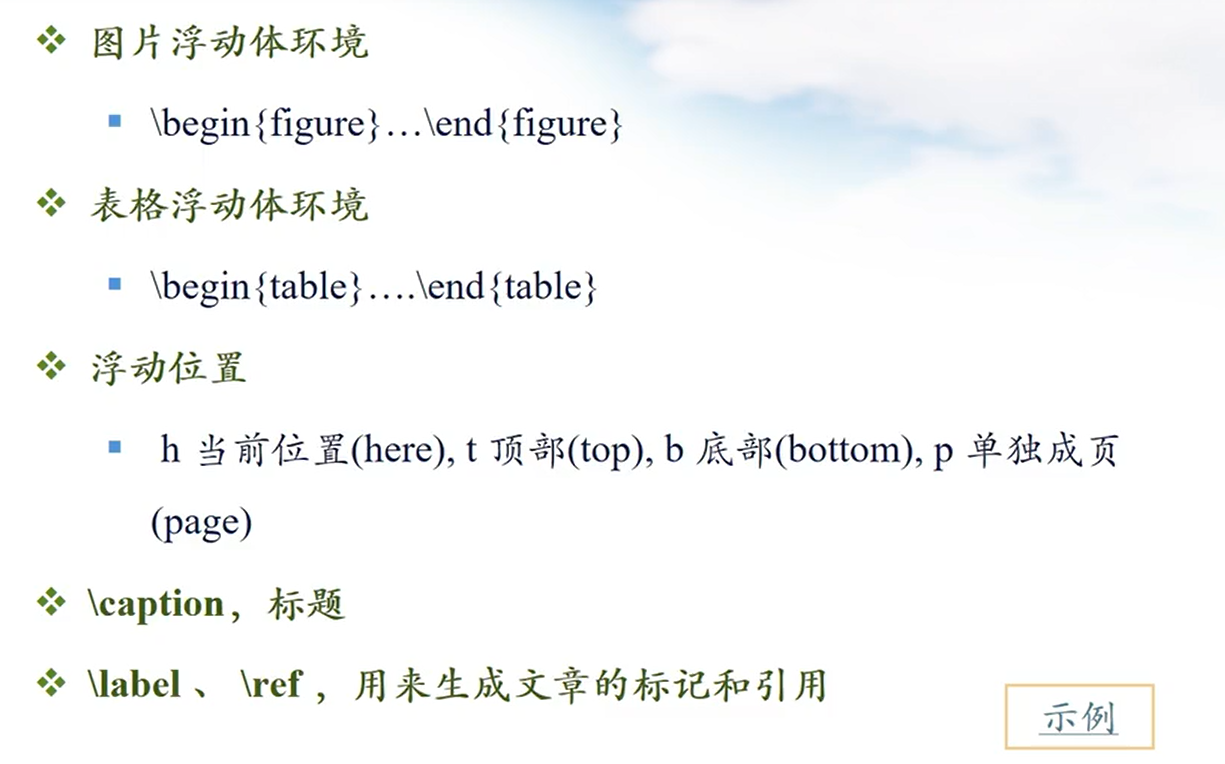 图片浮动体环境
\begin{figure}…\end{figure}
表格浮动体环境
\begin{table}….\end{table}
浮动位置
h 当前位置(here), t 顶部(top), b 底部(bottom), p 单独成页
(page)
\caption，标题
\label 、 \ref ，用来生成文章的标记和引用
示例